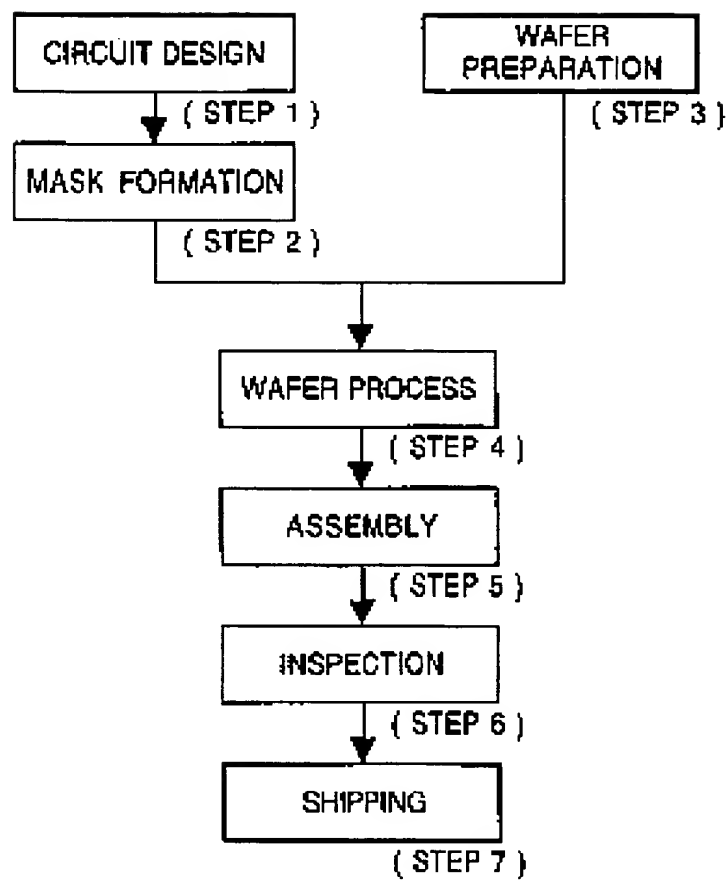 CIRCUIT DESIGN
( STEP 1 )
WAFER
PREPARATION
( STEP 3 )
MASK FORMATION
( STEP 2 )
WAFER PROCESS
( STEP 4 )
ASSEMBLY
( STEP 5 )
INSPECTION
( STEP 6 )
SHIPPING
( STEP 7 )